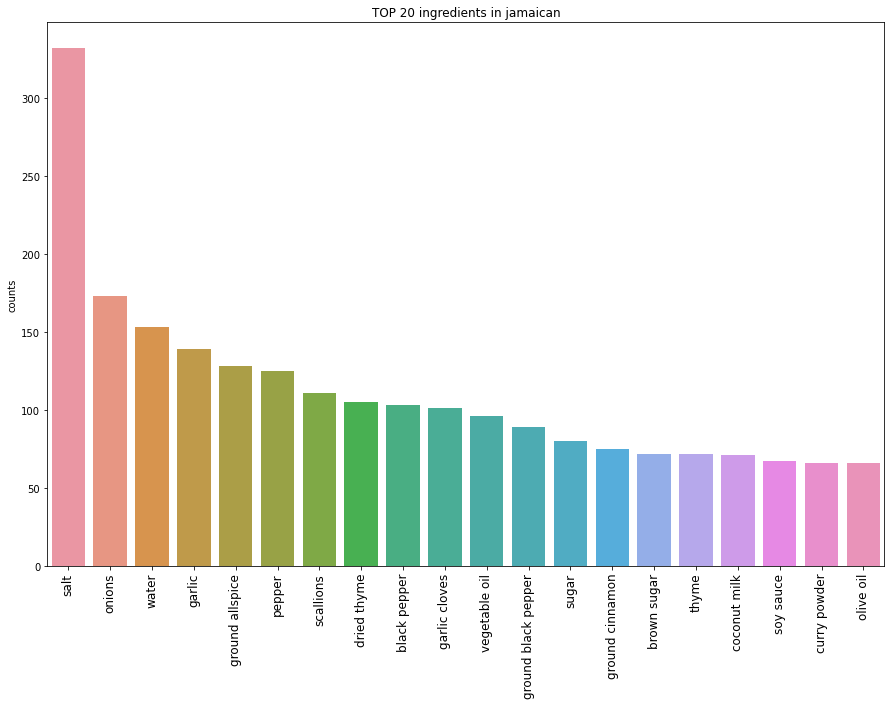 TOP 20 ingredients in jamaican
counts
300
250
200
150
100
50
0
salt
onions
water
garlic
ground allspice
pepper
scallions
dried thyme
black pepper
garlic cloves
vegetable oil
ground black pepper
sugar
ground cinnamon
brown sugar
thyme
coconut milk
soy sauce
curry powder
olive oil